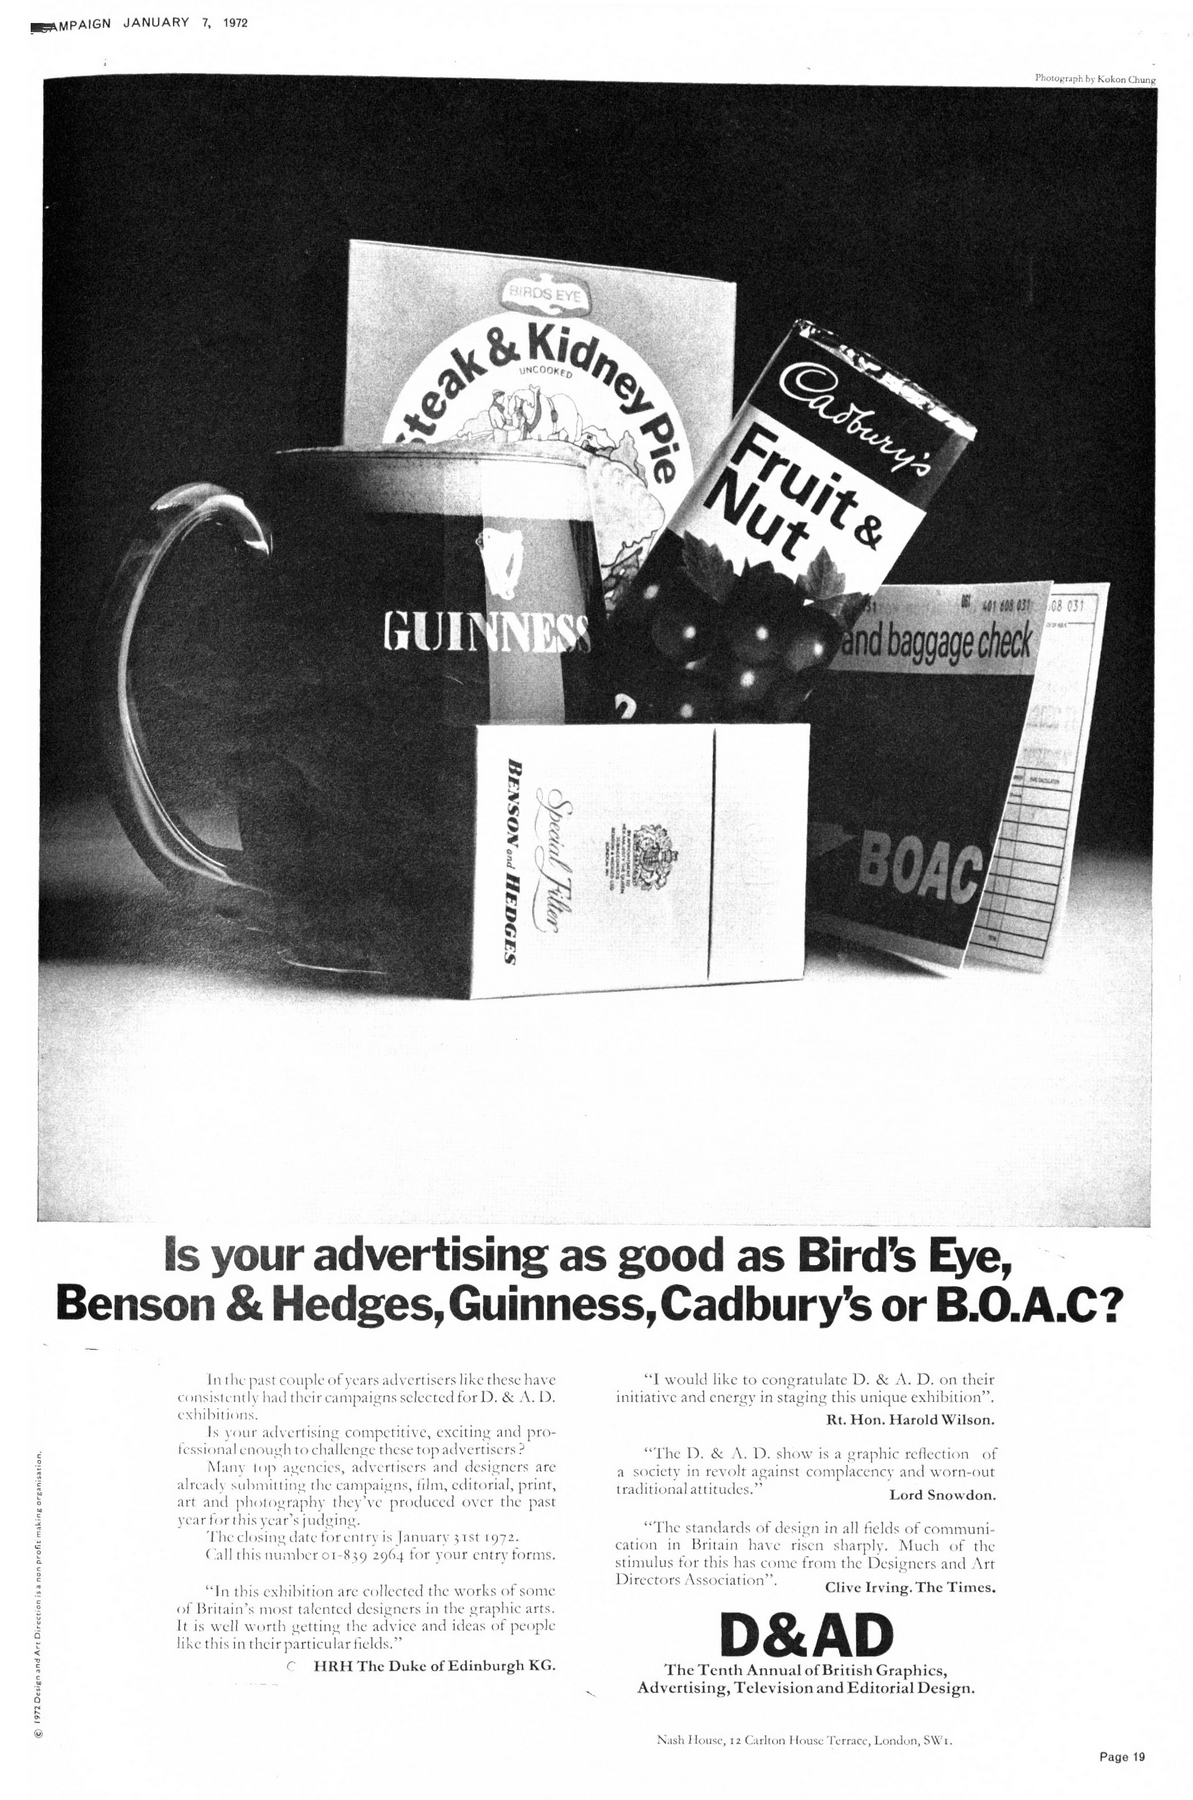 CAMPAIGN JANUARY 7, 1972
Photograph by Kokon Chung
BIRDS EYE
Steak & Kidney Pie
UNCOOKED
Cadbury's
Fruit &
Nut
GUINNESS
061 401 608 031
08 031
and baggage check
BOAC
BENSON and HEDGES
Special Filter
Is your advertising as good as Bird's Eye,
Benson & Hedges, Guinness, Cadbury's or B.O.A.C?
In the past couple of years advertisers like these have
consistently had their campaigns selected for D. & A. D.
exhibitions.
Is your advertising competitive, exciting and pro-
fessional enough to challenge these top advertisers?
Many top agencies, advertisers and designers are
already submitting the campaigns, film, editorial, print,
art and photography they've produced over the past
year for this year's judging.
The closing date for entry is January 31st 1972.
Call this number 01-839 2964 for your entry forms.
"In this exhibition are collected the works of some
of Britain's most talented designers in the graphic arts.
It is well worth getting the advice and ideas of people
like this in their particular fields."
HRH The Duke of Edinburgh KG.
"I would like to congratulate D. & A. D. on their
initiative and energy in staging this unique exhibition".
Rt. Hon. Harold Wilson.
"The D. & A. D. show is a graphic reflection of
a society in revolt against complacency and worn-out
traditional attitudes."
Lord Snowdon.
"The standards of design in all fields of communi-
cation in Britain have risen sharply. Much of the
stimulus for this has come from the Designers and Art
Directors Association".
Clive Irving. The Times.
D&AD
The Tenth Annual of British Graphics,
Advertising, Television and Editorial Design.
Nash House, 12 Carlton House Terrace, London, SW1.
© 1972 Design and Art Direction is a non profit making organisation.
Page 19